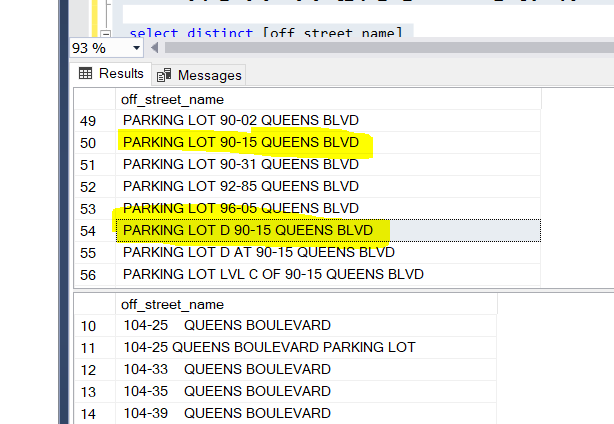 select distinct [off_street_name]
93 %
Results Messages
off_street_name
49 PARKING LOT 90-02 QUEENS BLVD
50 PARKING LOT 90-15 QUEENS BLVD
51 PARKING LOT 90-31 QUEENS BLVD
52 PARKING LOT 92-85 QUEENS BLVD
53 PARKING LOT 96-05 QUEENS BLVD
54 PARKING LOT D 90-15 QUEENS BLVD
55 PARKING LOT D AT 90-15 QUEENS BLVD
56 PARKING LOT LVL C OF 90-15 QUEENS BLVD
off_street_name
10 104-25    QUEENS BOULEVARD
11 104-25 QUEENS BOULEVARD PARKING LOT
12 104-33    QUEENS BOULEVARD
13 104-35    QUEENS BOULEVARD
14 104-39    QUEENS BOULEVARD